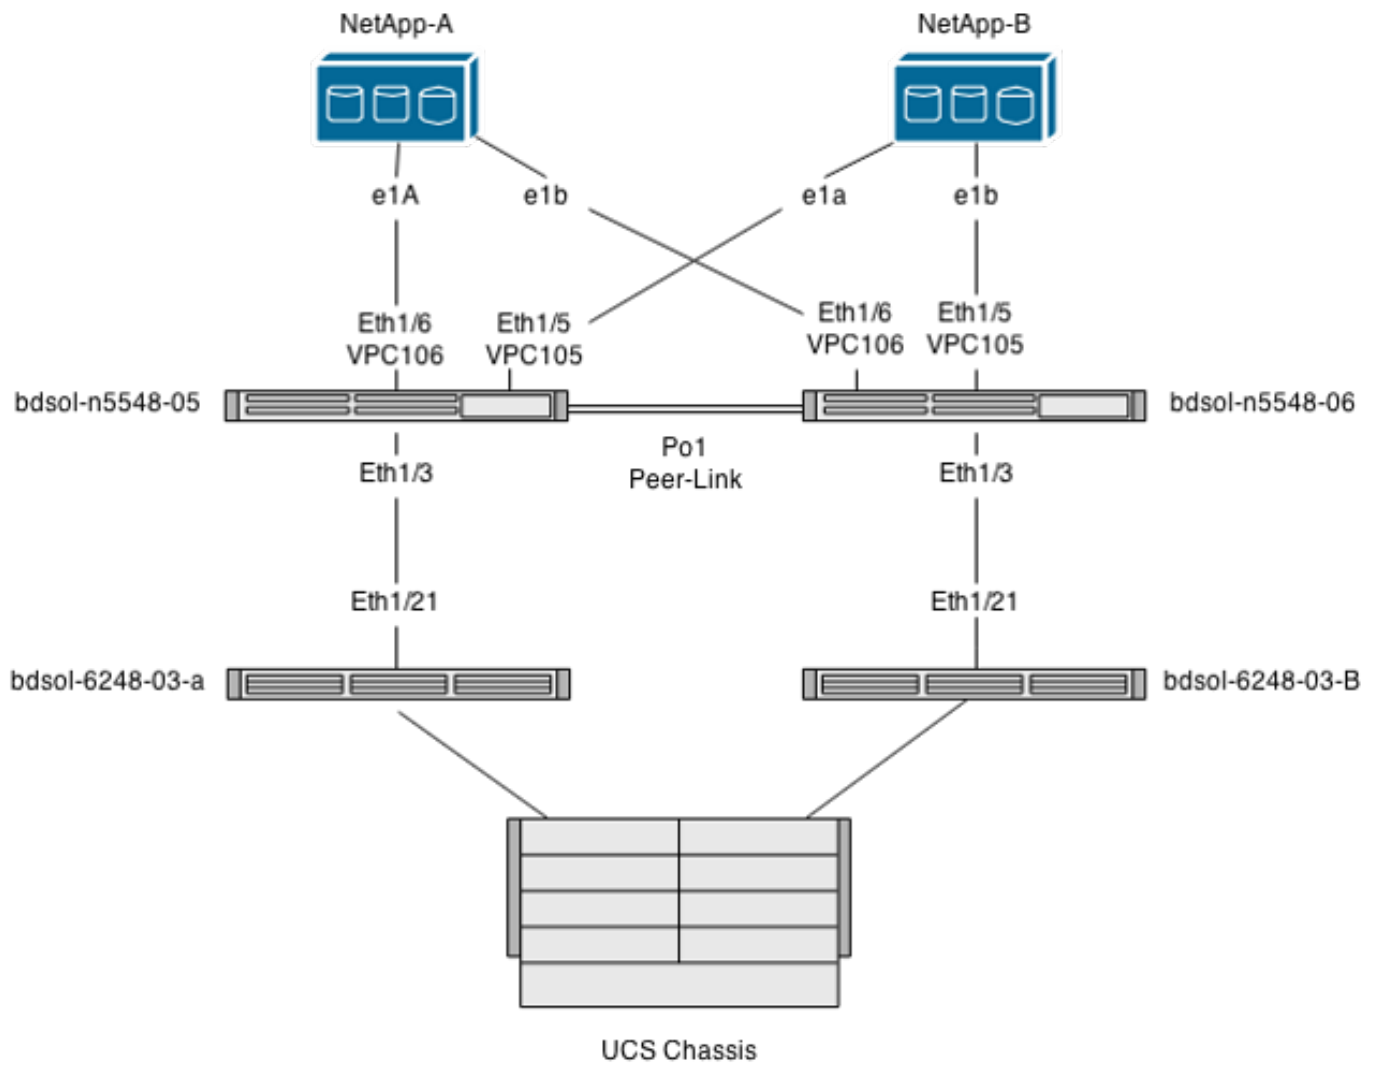 NetApp-A
NetApp-B
e1A
e1b
e1a
e1b
Eth1/6
VPC106
Eth1/5
VPC105
Eth1/6
VPC106
Eth1/5
VPC105
bdsol-n5548-05
bdsol-n5548-06
Po1
Peer-Link
Eth1/3
Eth1/3
Eth1/21
Eth1/21
bdsol-6248-03-a
bdsol-6248-03-B
UCS Chassis